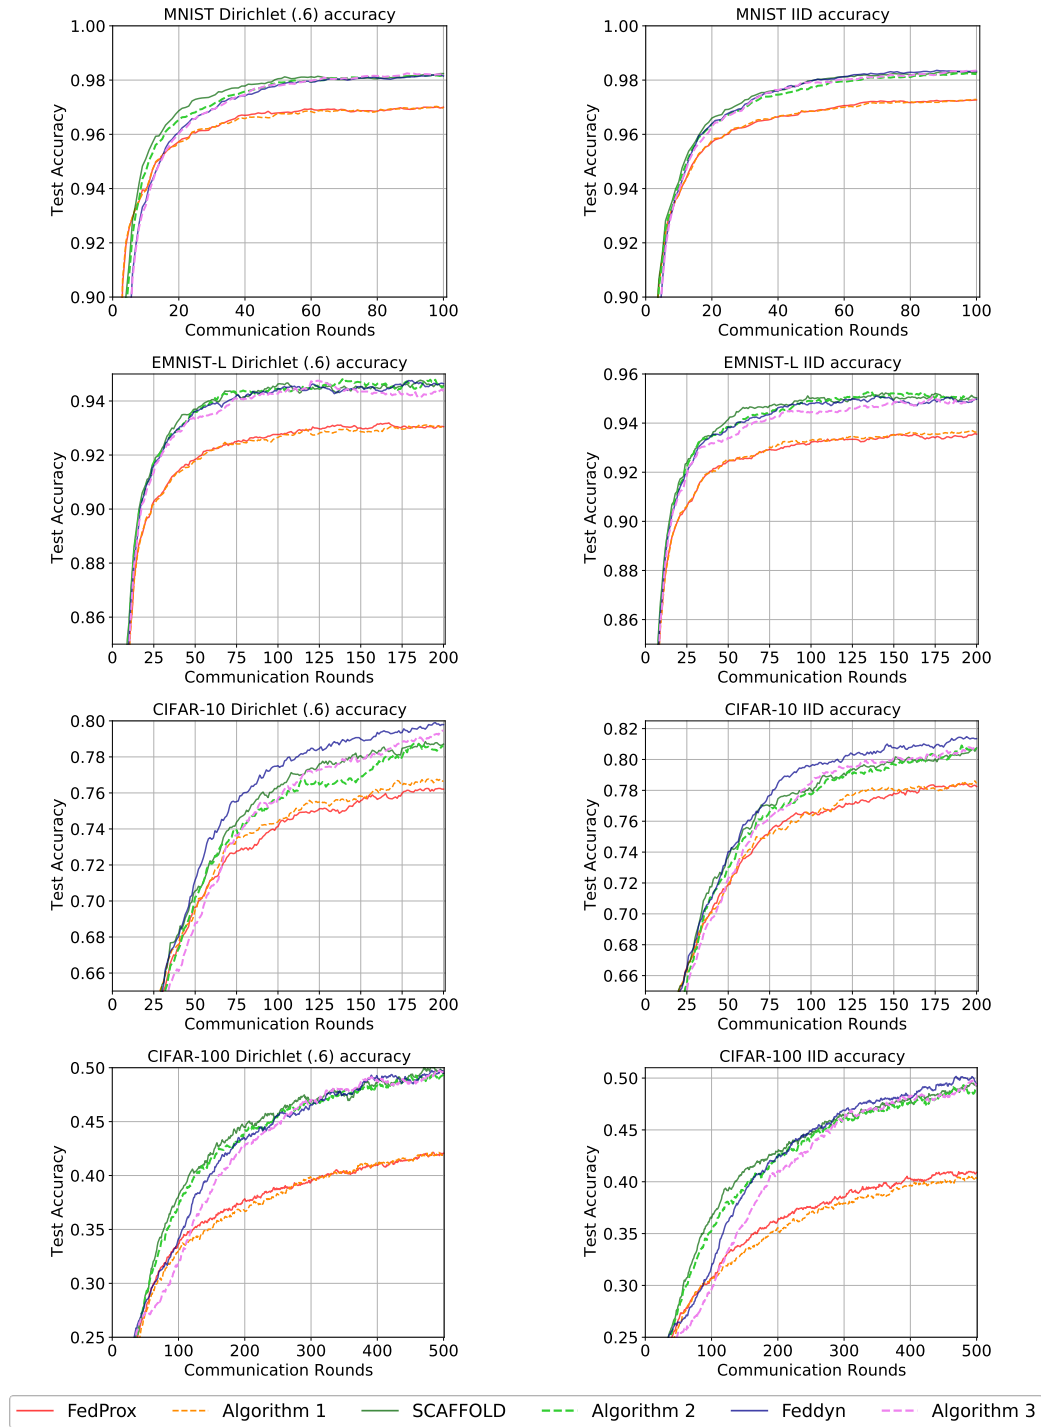 MNIST Dirichlet (.6) accuracy
1.00
0.98
0.96
0.94
0.92
0.90
Test Accuracy
0 20 40 60 80 100
Communication Rounds
MNIST IID accuracy
1.00
0.98
0.96
0.94
0.92
0.90
Test Accuracy
0 20 40 60 80 100
Communication Rounds
EMNIST-L Dirichlet (.6) accuracy
0.94
0.92
0.90
0.88
0.86
Test Accuracy
0 25 50 75 100 125 150 175 200
Communication Rounds
EMNIST-L IID accuracy
0.96
0.94
0.92
0.90
0.88
0.86
Test Accuracy
0 25 50 75 100 125 150 175 200
Communication Rounds
CIFAR-10 Dirichlet (.6) accuracy
0.80
0.78
0.76
0.74
0.72
0.70
0.68
0.66
Test Accuracy
0 25 50 75 100 125 150 175 200
Communication Rounds
CIFAR-10 IID accuracy
0.82
0.80
0.78
0.76
0.74
0.72
0.70
0.68
0.66
Test Accuracy
0 25 50 75 100 125 150 175 200
Communication Rounds
CIFAR-100 Dirichlet (.6) accuracy
0.50
0.45
0.40
0.35
0.30
0.25
Test Accuracy
0 100 200 300 400 500
Communication Rounds
CIFAR-100 IID accuracy
0.50
0.45
0.40
0.35
0.30
0.25
Test Accuracy
0 100 200 300 400 500
Communication Rounds
FedProx Algorithm 1 SCAFFOLD Algorithm 2 Feddyn Algorithm 3